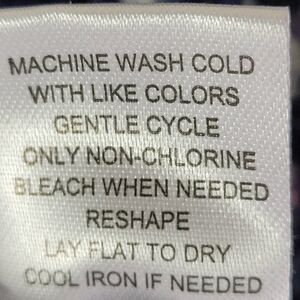 MACHINE WASH COLD
WITH LIKE COLORS
GENTLE CYCLE
ONLY NON-CHLORINE
BLEACH WHEN NEEDED
RESHAPE
LAY FLAT TO DRY
COOL IRON IF NEEDED